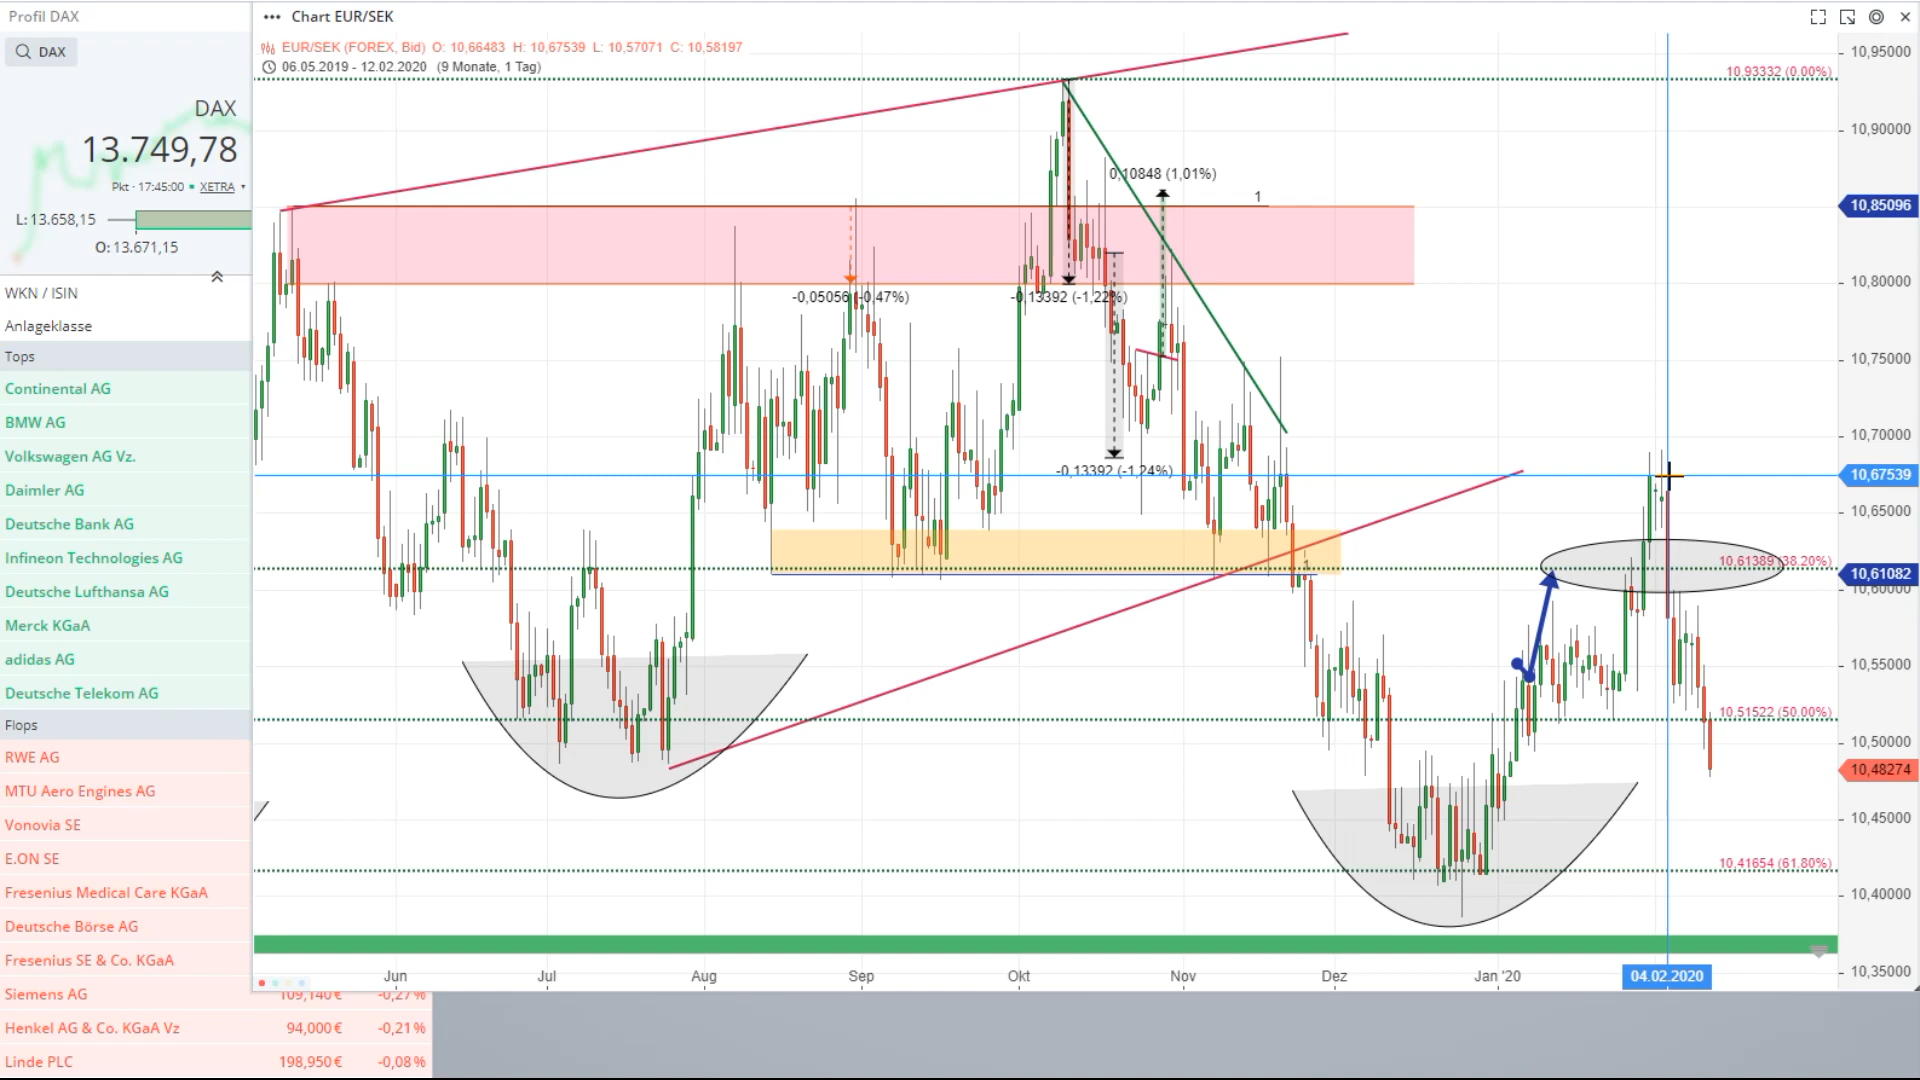 Profil DAX
DAX
DAX
13.749,78
Pkt · 17:45:00 • XETRA
L: 13.658,15
O: 13.671,15
WKN / ISIN
Anlageklasse
Tops
Continental AG
BMW AG
Volkswagen AG Vz.
Daimler AG
Deutsche Bank AG
Infineon Technologies AG
Deutsche Lufthansa AG
Merck KGaA
adidas AG
Deutsche Telekom AG
Flops
RWE AG
MTU Aero Engines AG
Vonovia SE
E.ON SE
Fresenius Medical Care KGaA
Deutsche Börse AG
Fresenius SE & Co. KGaA
Siemens AG 109,140 € -0,27 %
Henkel AG & Co. KGaA Vz 94,000 € -0,21 %
Linde PLC 198,950 € -0,08 %
Chart EUR/SEK
EUR/SEK (FOREX, Bid) O: 10,66483 H: 10,67539 L: 10,57071 C: 10,58197
06.05.2019 - 12.02.2020 (9 Monate, 1 Tag)
10,93332 (0.00%)
0,10848 (1,01%)
1
-0,05056 (-0,47%)
-0,13392 (-1,22%)
-0,13392 (-1,24%)
1
10,61389 (38.20%)
10,51522 (50.00%)
10,41654 (61.80%)
10,95000
10,90000
10,85096
10,80000
10,75000
10,70000
10,67539
10,65000
10,61082
10,60000
10,55000
10,50000
10,48274
10,45000
10,40000
10,35000
Jun Jul Aug Sep Okt Nov Dez Jan '20 04.02.2020